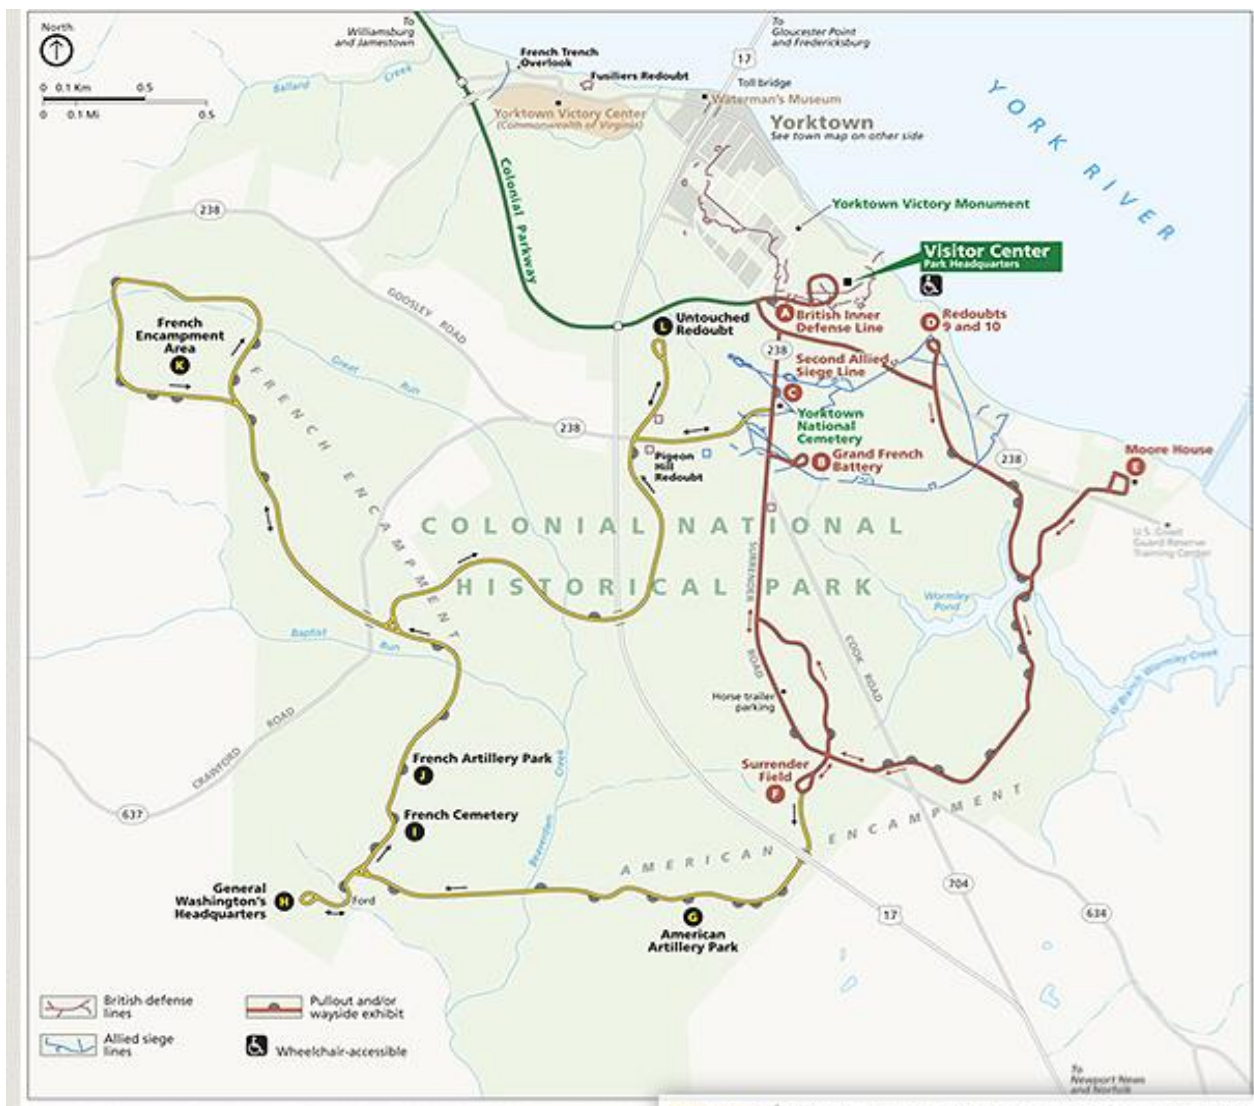 North
0 0.1 Km 0.5
0 0.1 Mi 0.5
To
Williamsburg
and Jamestown
To
Gloucester Point
and Fredericksburg
17
Toll bridge
French Trench
Overlook
Fusiliers Redoubt
Ballard Creek
Yorktown Victory Center
(Commonwealth of Virginia)
Waterman's Museum
Yorktown
See town map on other side
YORK RIVER
Colonial Parkway
Yorktown Victory Monument
238
Visitor Center
Park Headquarters
GOOSLEY ROAD
French
Encampment
Area
K
L
Untouched
Redoubt
A
British Inner
Defense Line
D
Redoubts
9 and 10
238
Second Allied
Siege Line
C
Great Run
FRENCH ENCAMPMENT
238
Yorktown
National
Cemetery
Pigeon
Hill
Redoubt
B
Grand French
Battery
238
Moore House
E
COLONIAL NATIONAL
HISTORICAL PARK
U.S. Coast
Guard Reserve
Training Center
SURRENDER ROAD
Wormley
Pond
Baptist Run
COOK ROAD
W Branch Wormley Creek
Horse trailer
parking
CRAWFORD ROAD
French Artillery Park
J
Beaverdam Creek
Surrender
Field
F
637
French Cemetery
I
AMERICAN ENCAMPMENT
General
Washington's
Headquarters
H
Ford
704
G
American
Artillery Park
17
634
British defense
lines
Pullout and/or
wayside exhibit
Allied siege
lines
Wheelchair-accessible
To
Newport News
and Norfolk